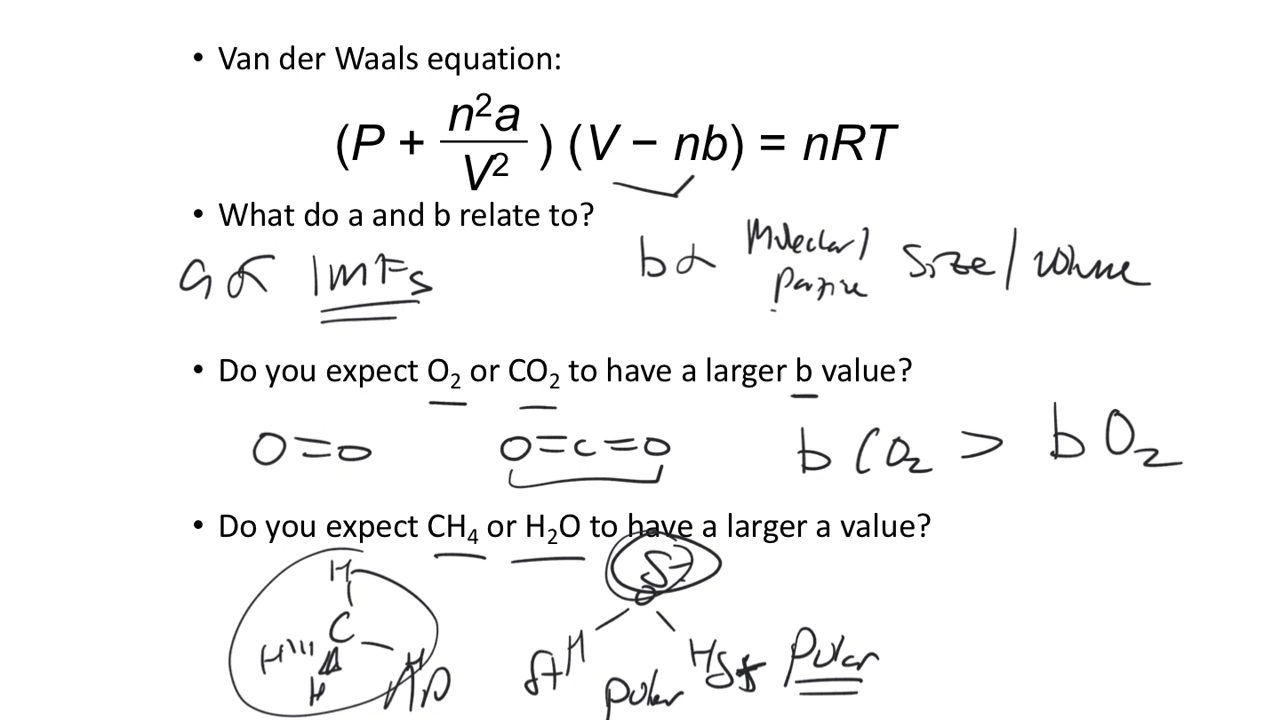 • Van der Waals equation:
(P + n²a/V²) (V − nb) = nRT
• What do a and b relate to?
a ∝ IMFs
b ∝ Molecular/ Size/volume
• Do you expect O₂ or CO₂ to have a larger b value?
O=O O=C=O b CO₂ > b O₂
• Do you expect CH₄ or H₂O to have a larger a value?
H δ-
C O
H H H H polar
H NP polar